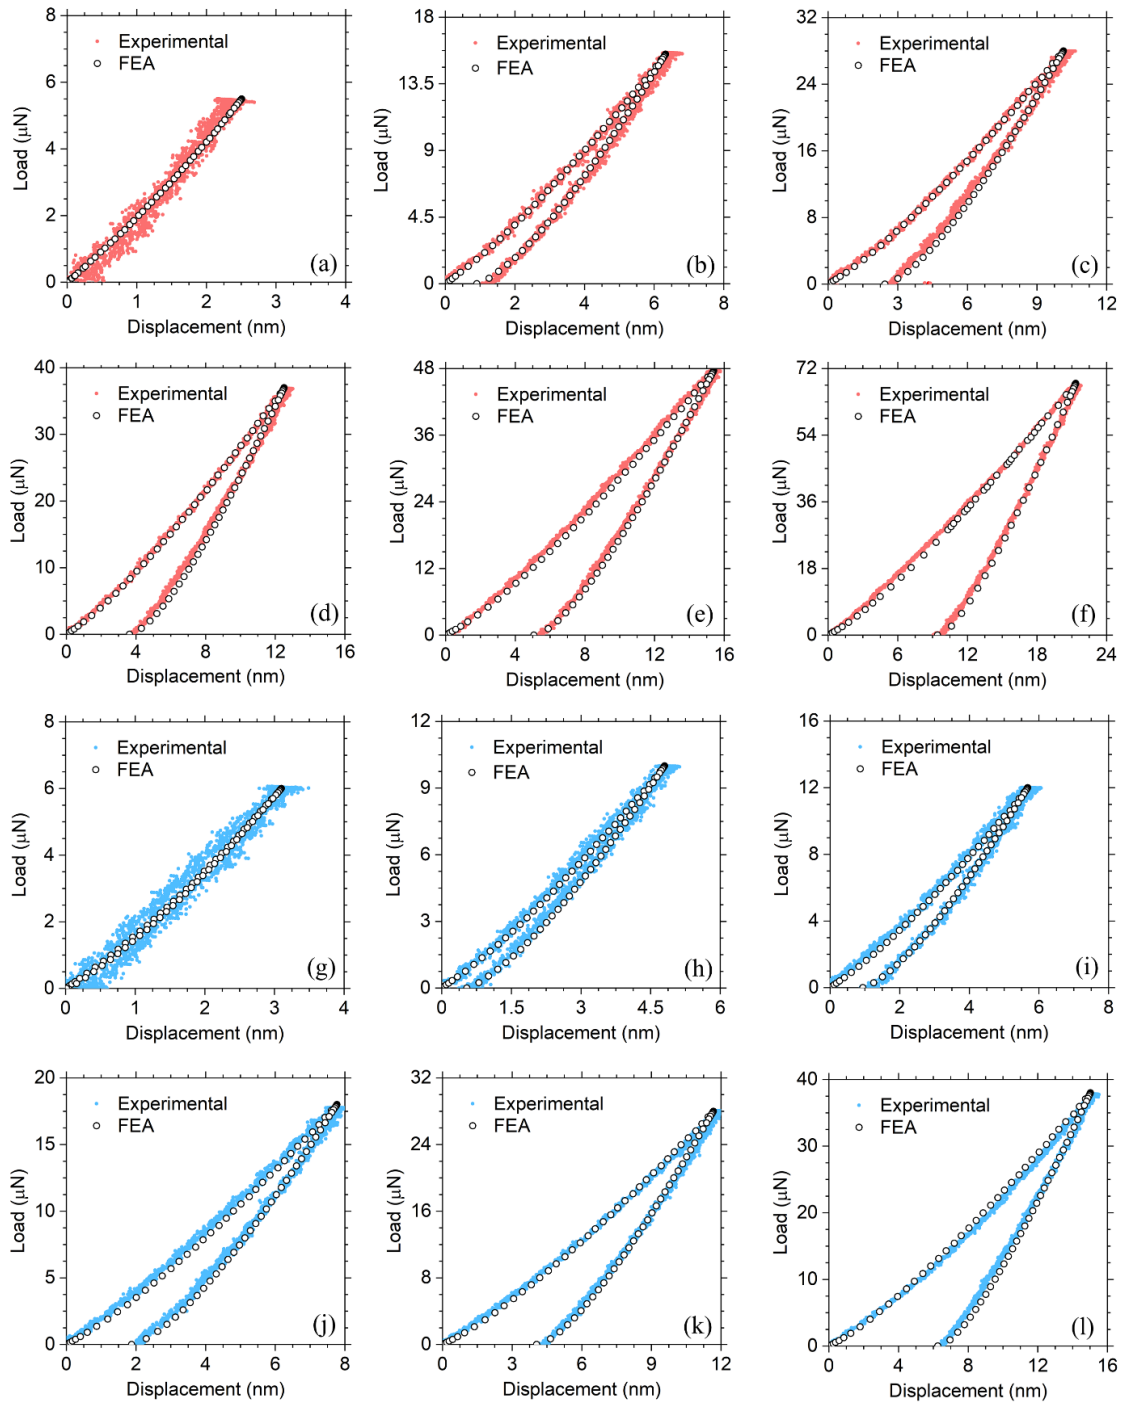 8
6
4
2
0
Load (μN)
Experimental
FEA
(a)
0 1 2 3 4
Displacement (nm)
18
13.5
9
4.5
0
Load (μN)
Experimental
FEA
(b)
0 2 4 6 8
Displacement (nm)
32
24
16
8
0
Load (μN)
Experimental
FEA
(c)
0 3 6 9 12
Displacement (nm)
40
30
20
10
0
Load (μN)
Experimental
FEA
(d)
0 4 8 12 16
Displacement (nm)
48
36
24
12
0
Load (μN)
Experimental
FEA
(e)
0 4 8 12 16
Displacement (nm)
72
54
36
18
0
Load (μN)
Experimental
FEA
(f)
0 6 12 18 24
Displacement (nm)
8
6
4
2
0
Load (μN)
Experimental
FEA
(g)
0 1 2 3 4
Displacement (nm)
12
9
6
3
0
Load (μN)
Experimental
FEA
(h)
0 1.5 3 4.5 6
Displacement (nm)
16
12
8
4
0
Load (μN)
Experimental
FEA
(i)
0 2 4 6 8
Displacement (nm)
20
15
10
5
0
Load (μN)
Experimental
FEA
(j)
0 2 4 6 8
Displacement (nm)
32
24
16
8
0
Load (μN)
Experimental
FEA
(k)
0 3 6 9 12
Displacement (nm)
40
30
20
10
0
Load (μN)
Experimental
FEA
(l)
0 4 8 12 16
Displacement (nm)